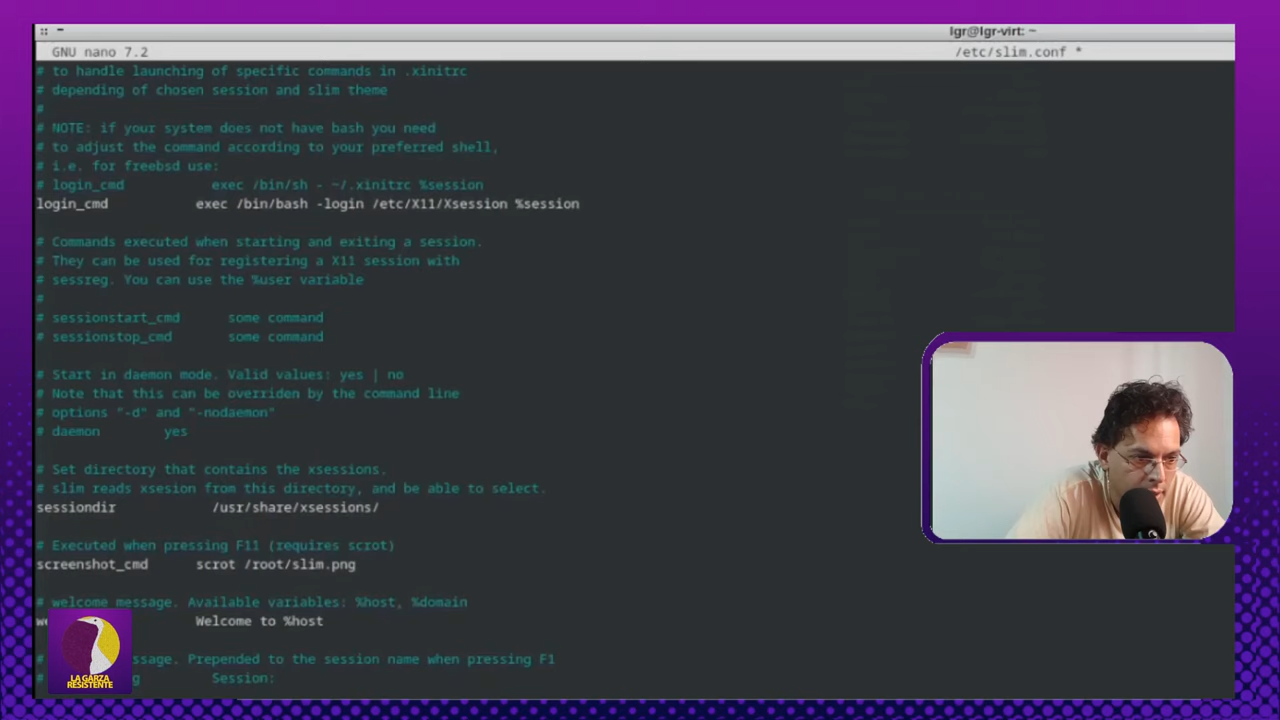 lgr@lgr-virt: ~
GNU nano 7.2 /etc/slim.conf *
# to handle launching of specific commands in .xinitrc
# depending of chosen session and slim theme
#
# NOTE: if your system does not have bash you need
# to adjust the command according to your preferred shell,
# i.e. for freebsd use:
# login_cmd exec /bin/sh - ~/.xinitrc %session
login_cmd exec /bin/bash -login /etc/X11/Xsession %session
# Commands executed when starting and exiting a session.
# They can be used for registering a X11 session with
# sessreg. You can use the %user variable
#
# sessionstart_cmd some command
# sessionstop_cmd some command
# Start in daemon mode. Valid values: yes | no
# Note that this can be overriden by the command line
# options "-d" and "-nodaemon"
# daemon yes
# Set directory that contains the xsessions.
# slim reads xsesion from this directory, and be able to select.
sessiondir /usr/share/xsessions/
# Executed when pressing F11 (requires scrot)
screenshot_cmd scrot /root/slim.png
# welcome message. Available variables: %host, %domain
Welcome to %host
# Prepended to the session name when pressing F1
# Session:
LA GARZA
RESISTENTE